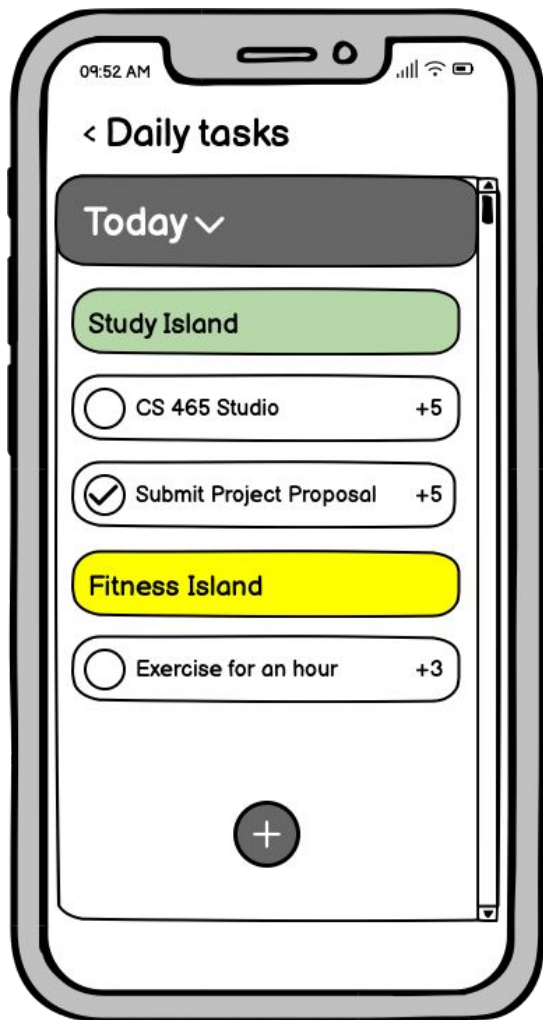 09:52 AM
< Daily tasks
Today
Study Island
CS 465 Studio +5
Submit Project Proposal +5
Fitness Island
Exercise for an hour +3
+